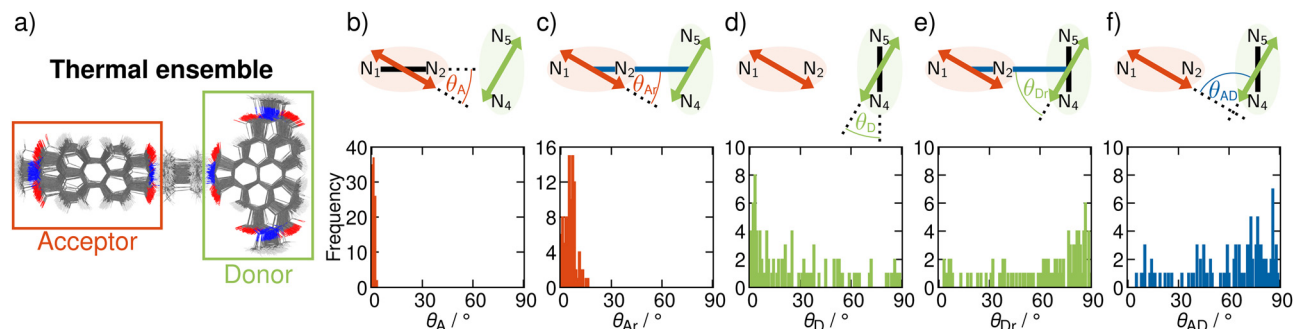 a)
Thermal ensemble
Acceptor
Donor
b)
N1
N2
N5
N4
θA
Frequency
40
30
20
10
0
0 30 60 90
θA / °
c)
N1
N2
N5
N4
θAr
16
12
8
4
0
0 30 60 90
θAr / °
d)
N1
N2
N5
N4
θD
10
8
6
4
2
0
0 30 60 90
θD / °
e)
N1
N2
N5
N4
θDr
10
8
6
4
2
0
0 30 60 90
θDr / °
f)
N1
N2
N5
N4
θAD
10
8
6
4
2
0
0 30 60 90
θAD / °